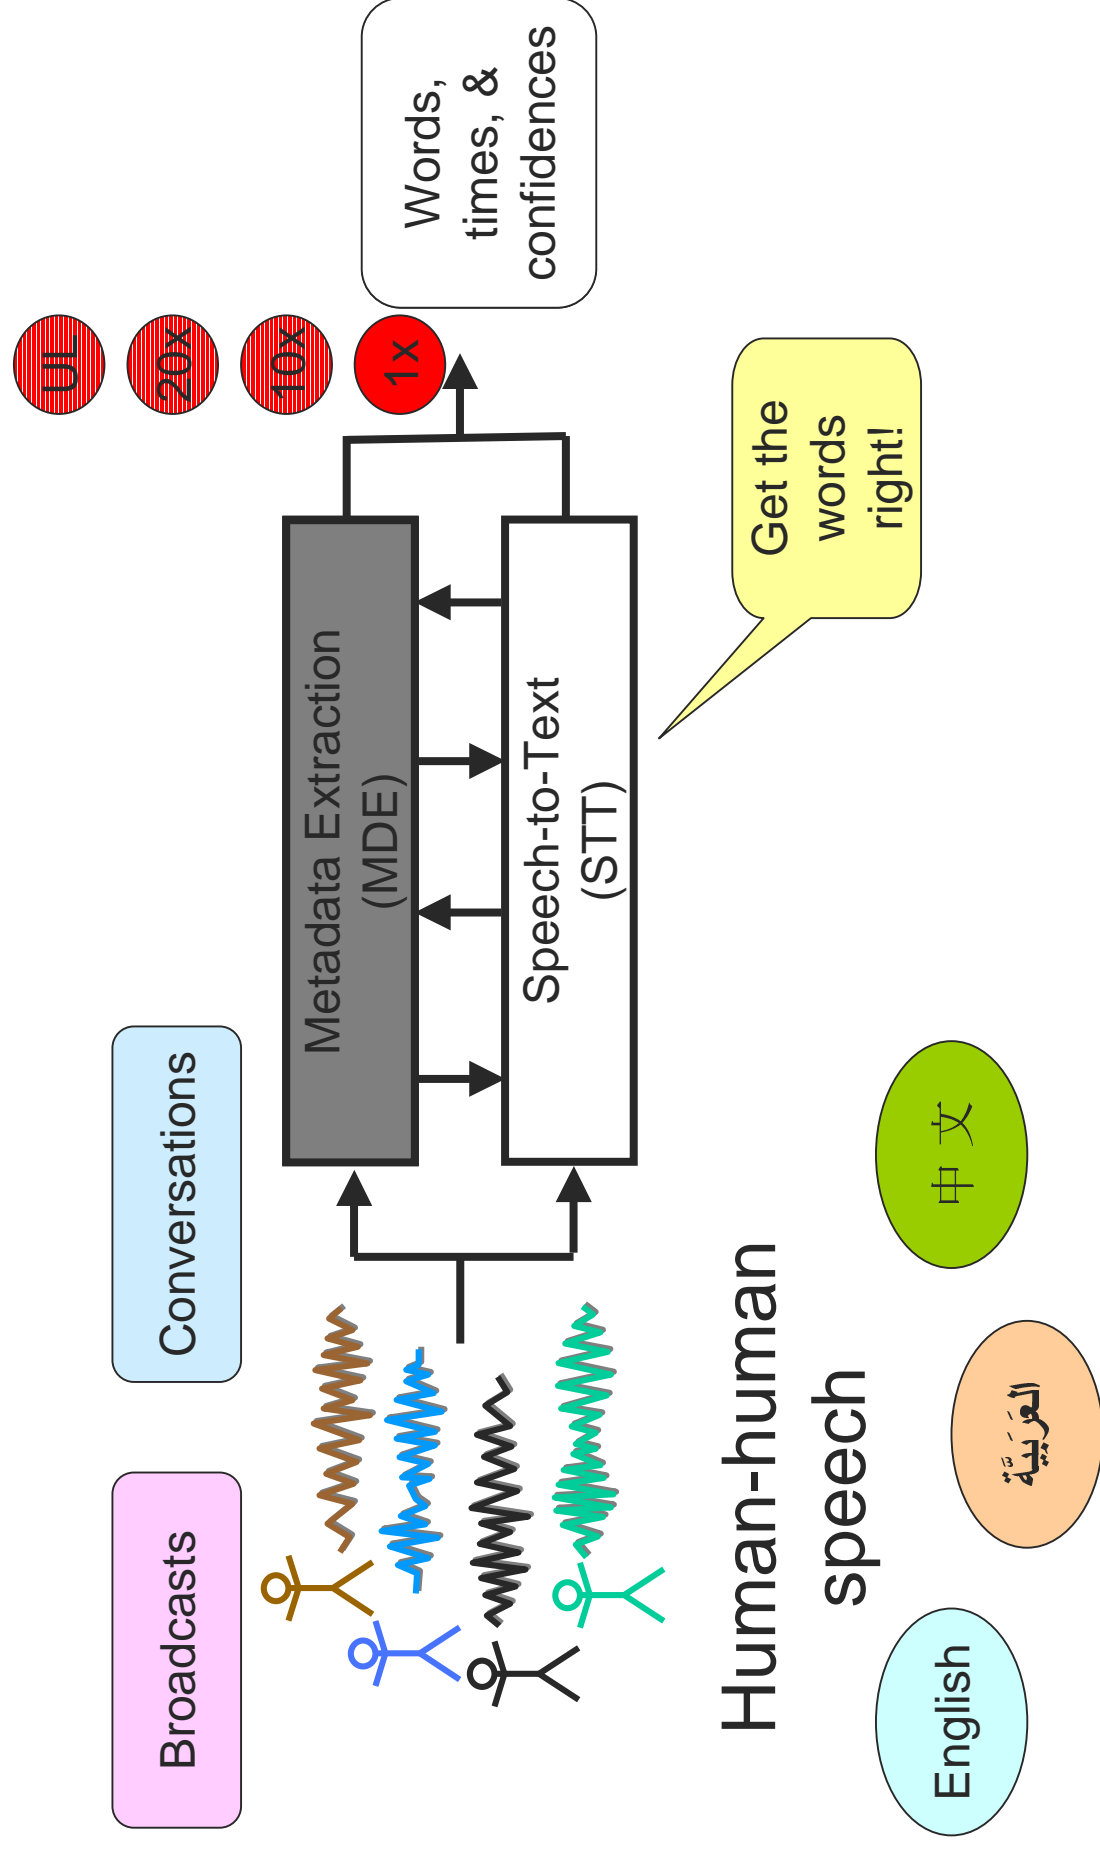 Broadcasts
Conversations
UL
20x
10x
1x
Metadata Extraction
(MDE)
Speech-to-Text
(STT)
Words,
times, &
confidences
Get the
words
right!
Human-human
speech
English
العربية
中文